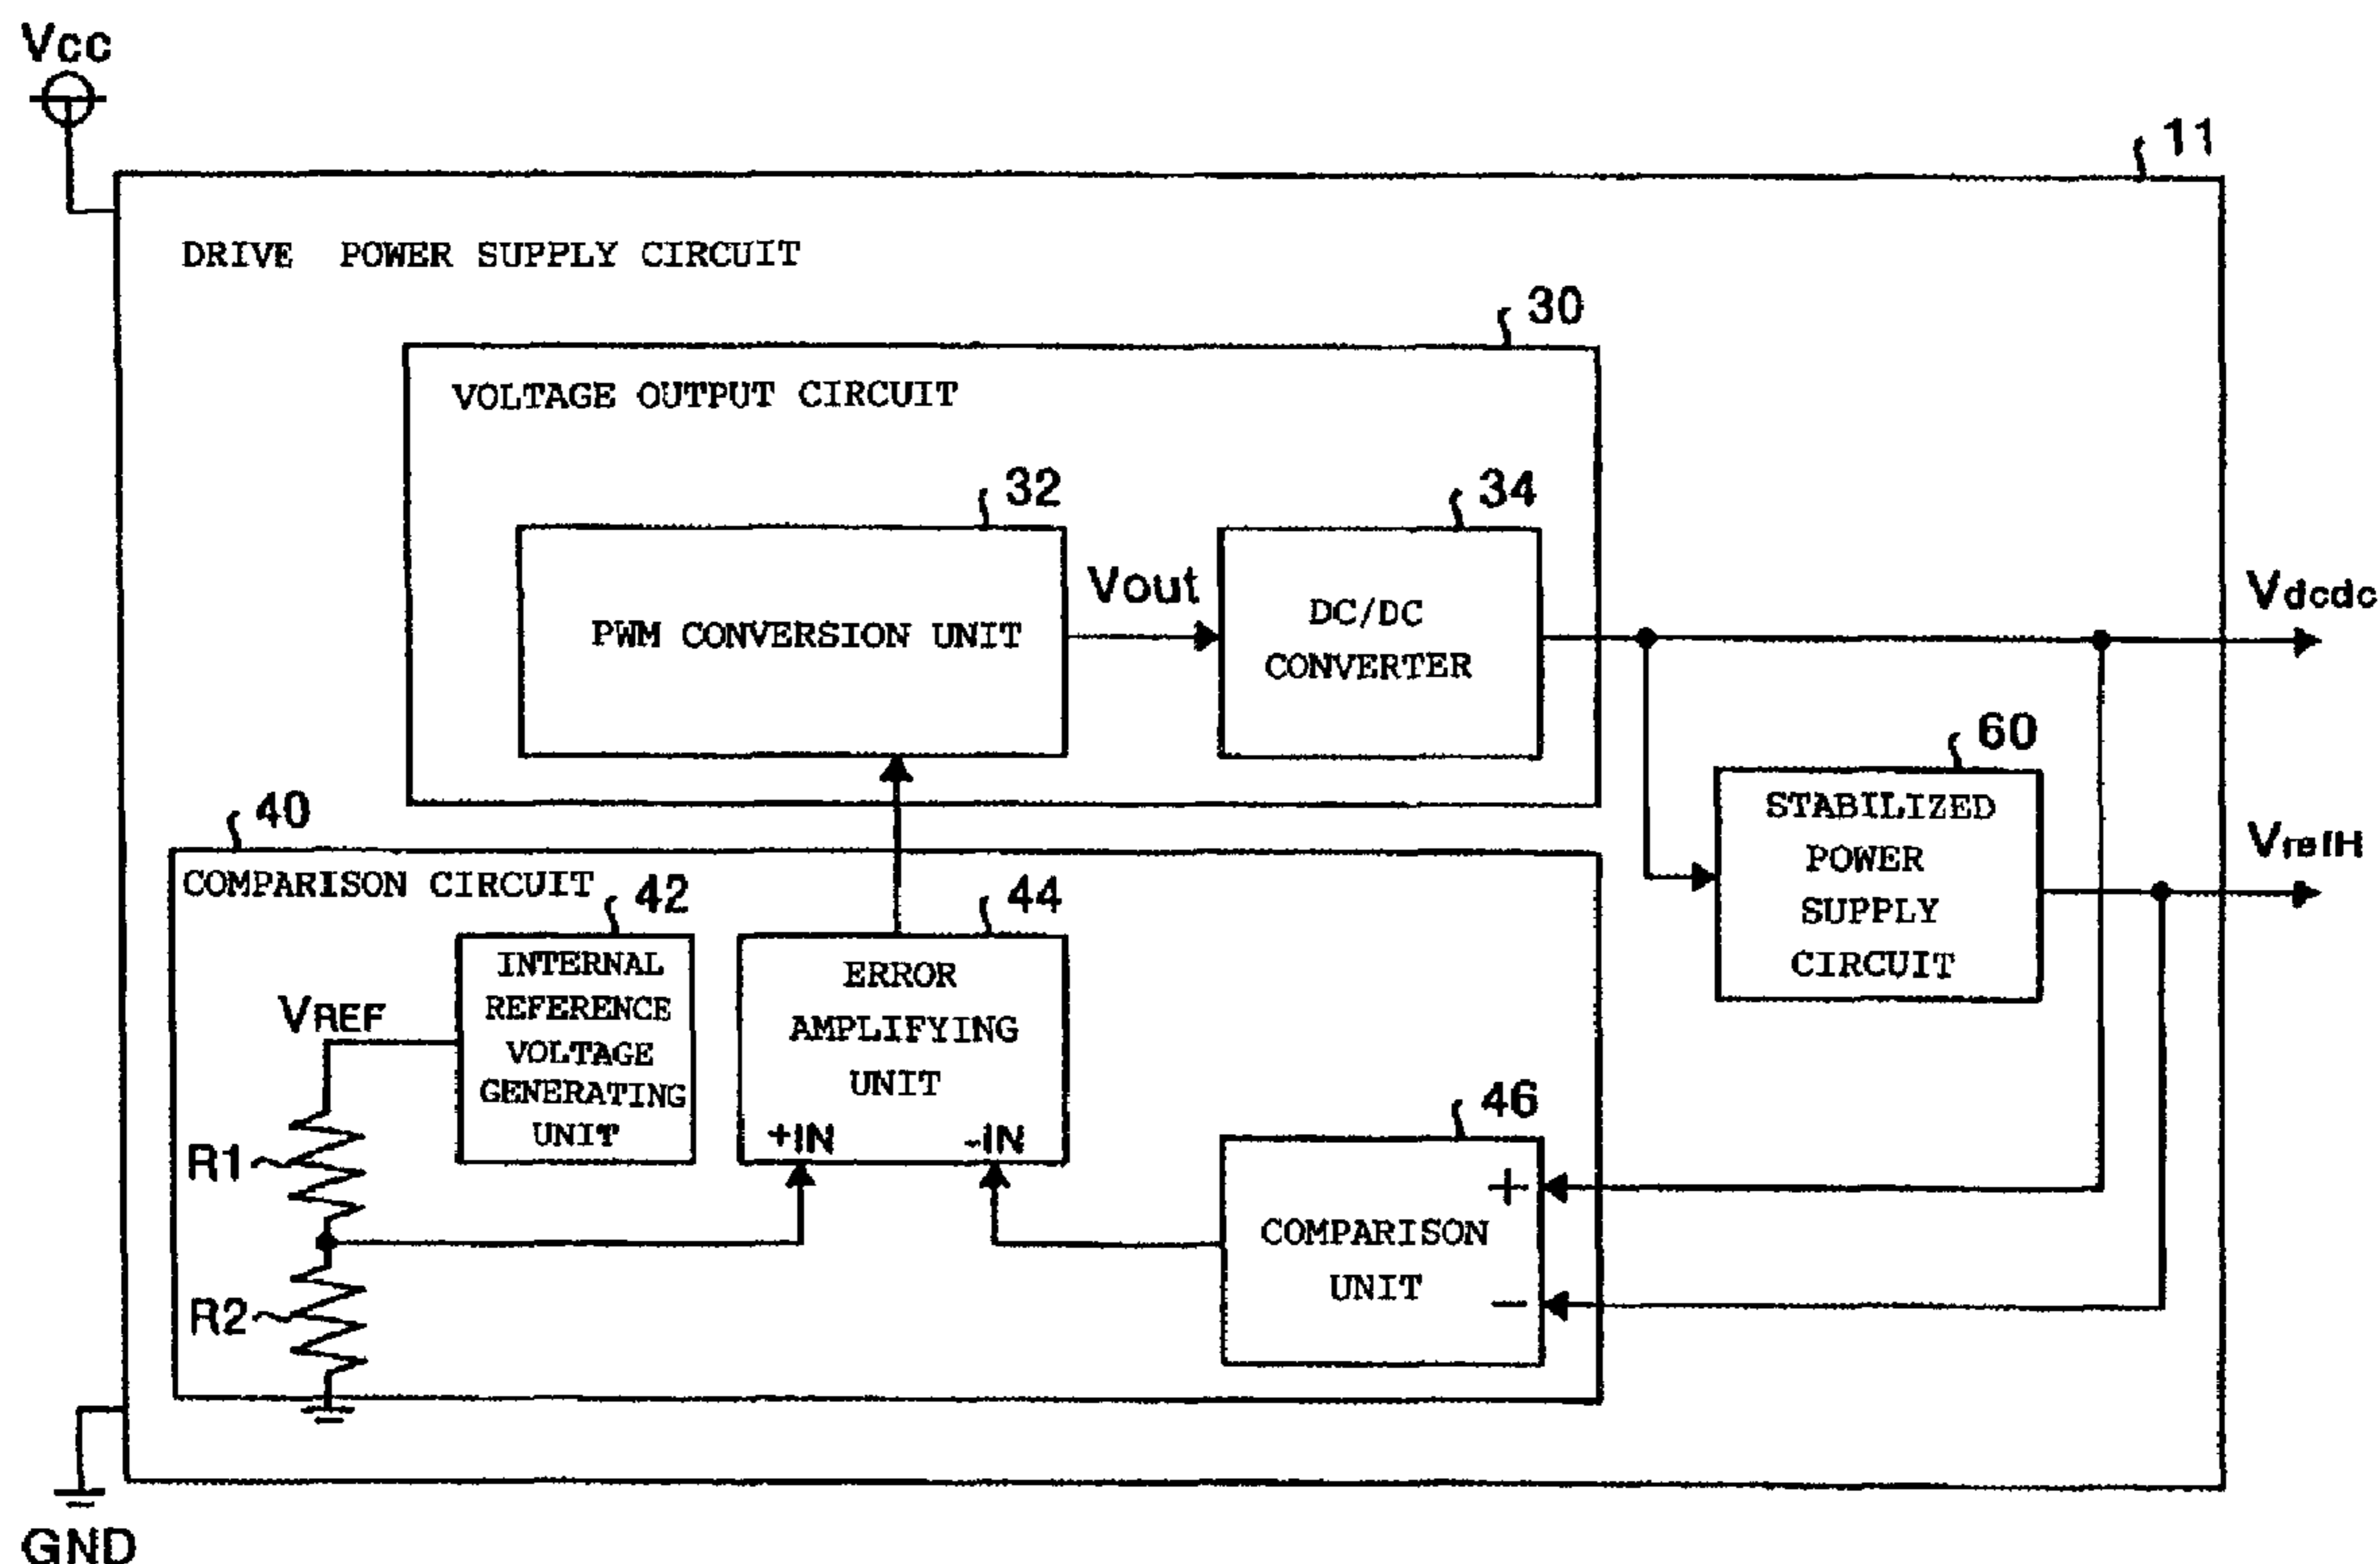 Vcc
11
DRIVE POWER SUPPLY CIRCUIT
30
VOLTAGE OUTPUT CIRCUIT
32
34
PWM CONVERSION UNIT
Vout
DC/DC
CONVERTER
Vdcdc
60
STABILIZED
POWER
SUPPLY
CIRCUIT
VrefH
40
COMPARISON CIRCUIT
42
INTERNAL
REFERENCE
VOLTAGE
GENERATING
UNIT
44
ERROR
AMPLIFYING
UNIT
+IN
-IN
VREF
R1
R2
46
+
COMPARISON
UNIT
−
GND